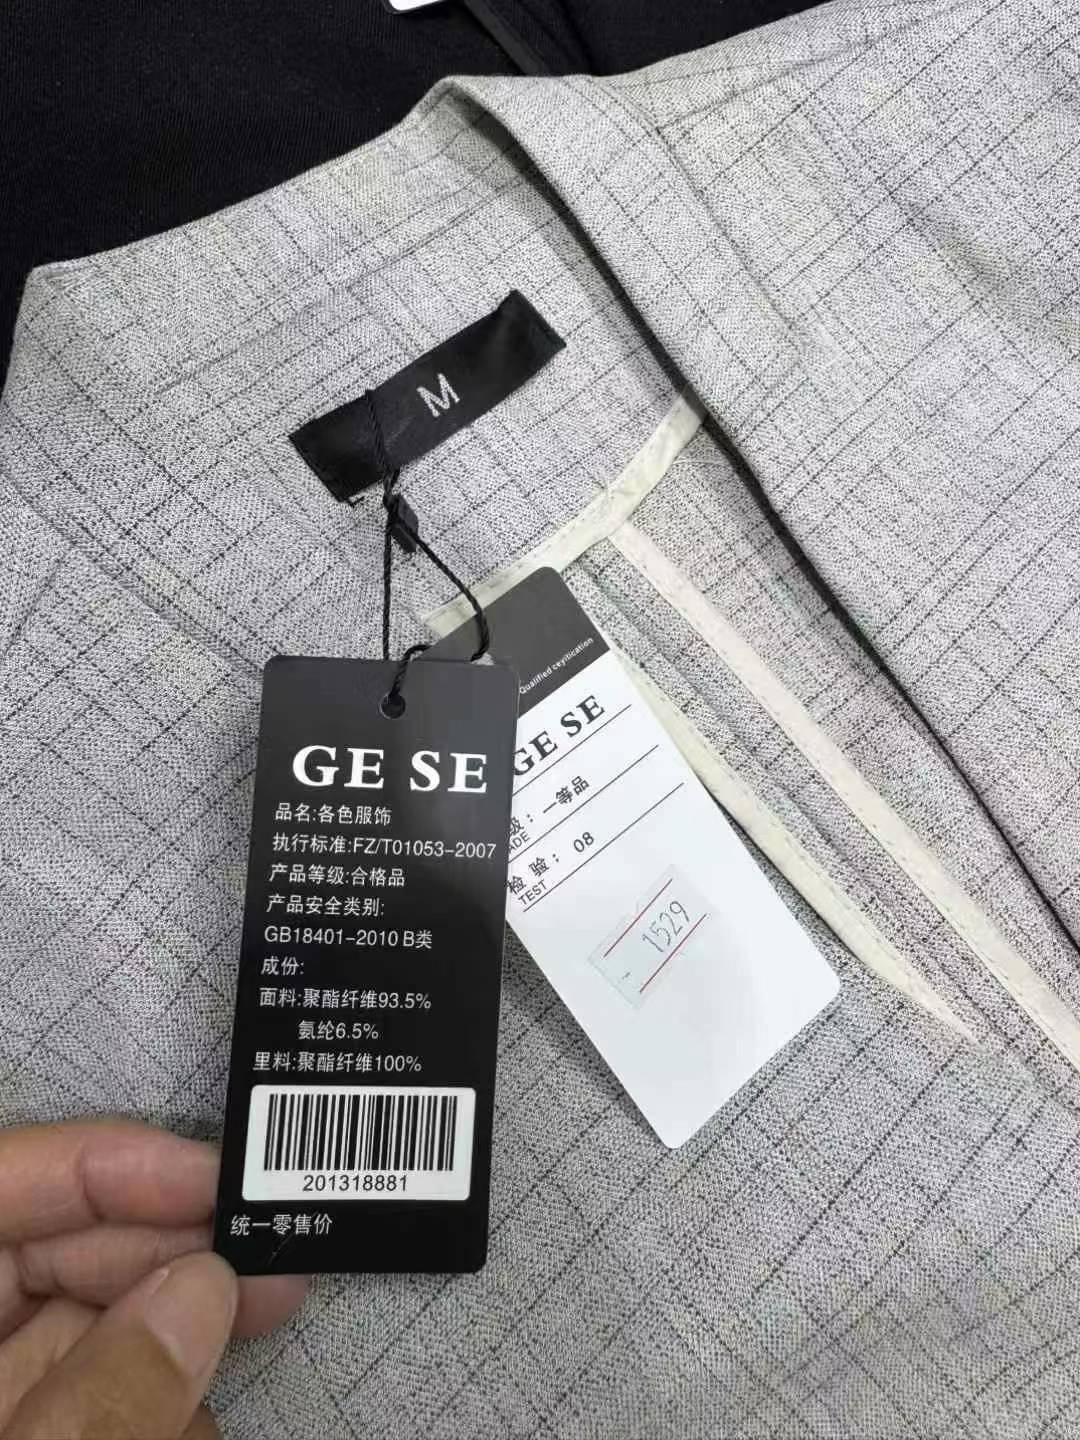 M
GE SE
品名:各色服饰
执行标准:FZ/T01053-2007
产品等级:合格品
产品安全类别:
GB18401-2010 B类
成份:
面料:聚酯纤维93.5%
氨纶6.5%
里料:聚酯纤维100%
201318881
统一零售价
Qualified ceyitication
GE SE
级: 一等品
ADE
检 验: 08
TEST
1529